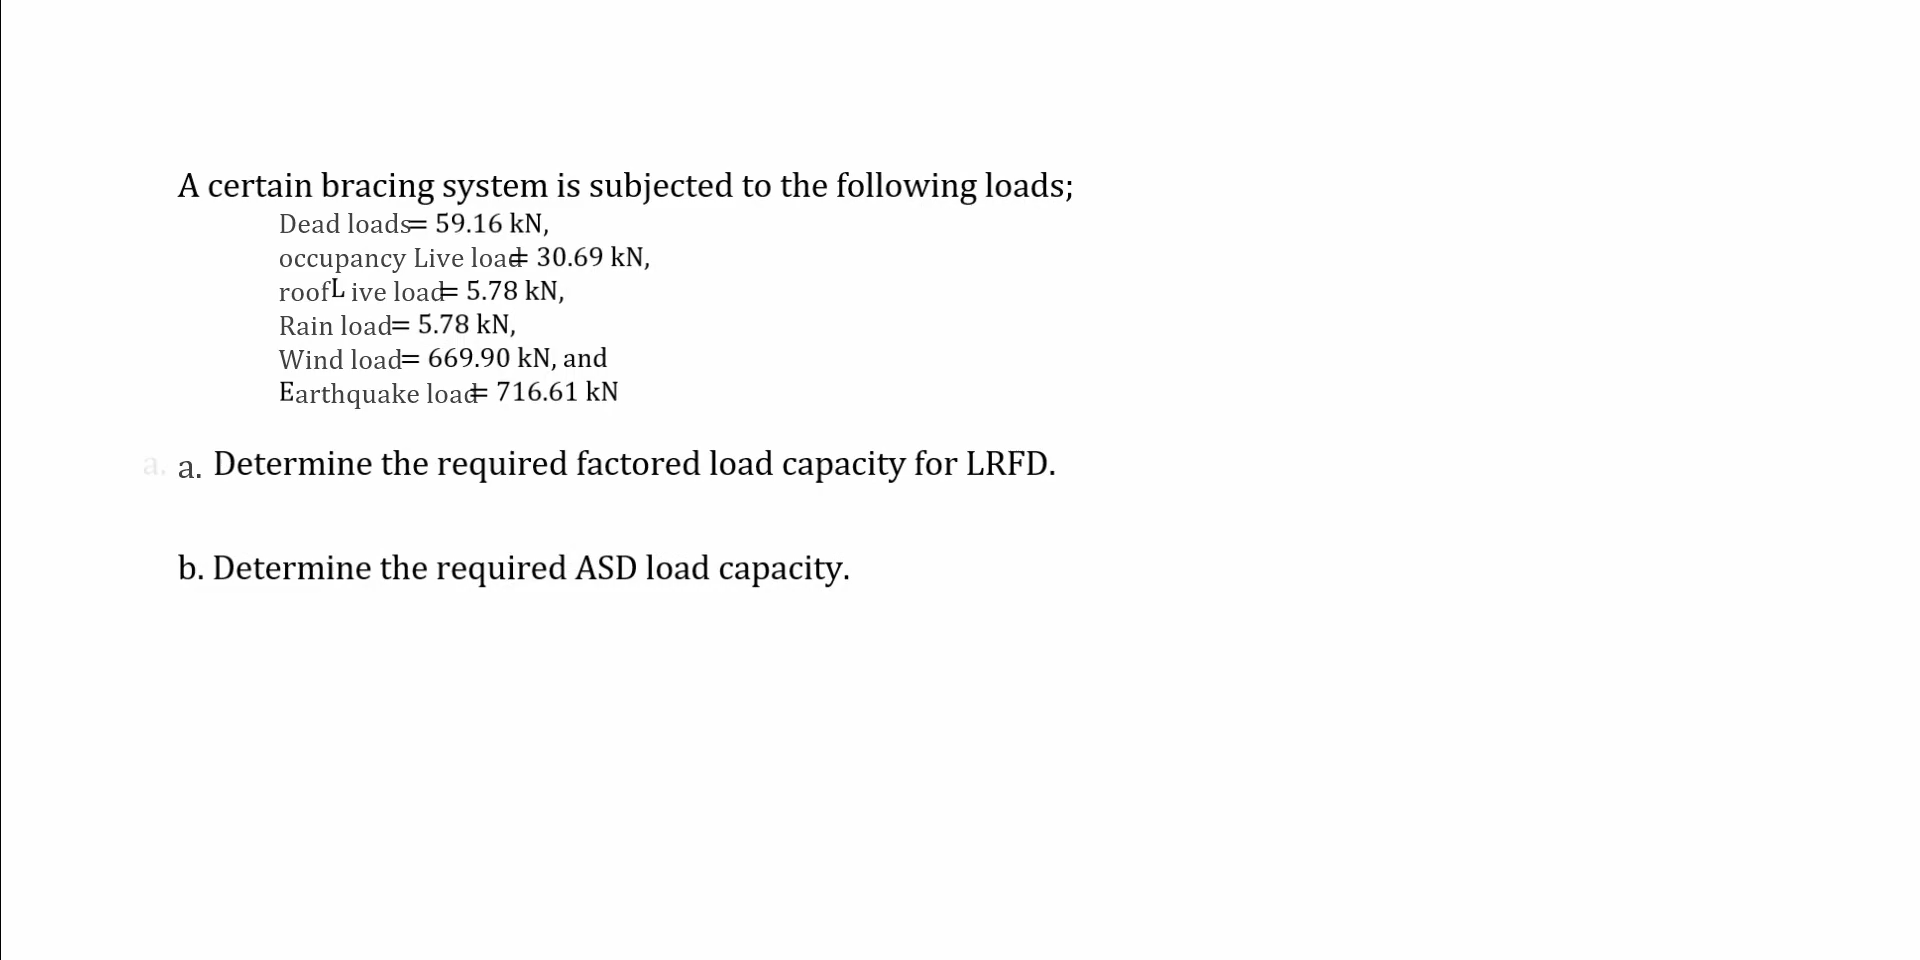 A certain bracing system is subjected to the following loads;
Dead loads= 59.16 kN,
occupancy Live load= 30.69 kN,
roof Live load= 5.78 kN,
Rain load= 5.78 kN,
Wind load= 669.90 kN, and
Earthquake load= 716.61 kN
a. a. Determine the required factored load capacity for LRFD.
b. Determine the required ASD load capacity.